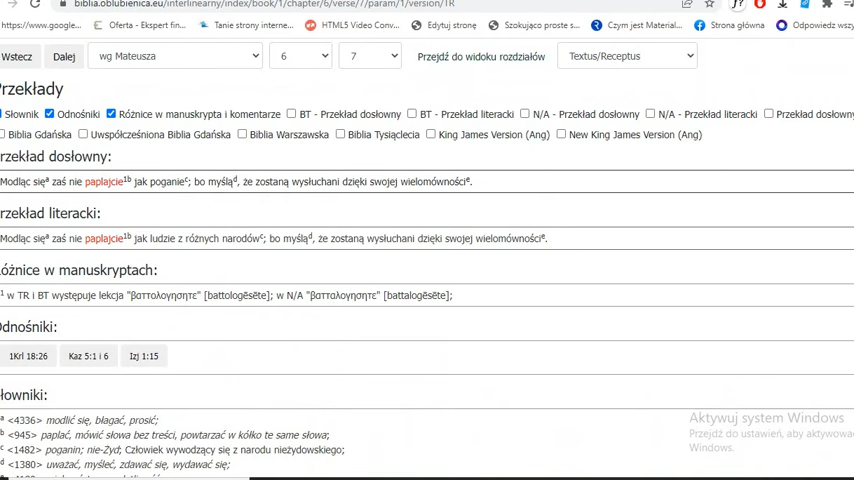 biblia.oblubienica.eu/interlinearny/index/book/1/chapter/6/verse///param/1/version/TR
https://www.google... Oferta - Ekspert fin... Tanie strony interne... HTML5 Video Conv... Edytuj stronę Szokująco proste s... Czym jest Material... Strona główna Odpowiedz wszys
Wstecz Dalej wg Mateusza 6 7 Przejdź do widoku rozdziałów Textus/Receptus
Przekłady
Słownik Odnośniki Różnice w manuskrypta i komentarze BT - Przekład dosłowny BT - Przekład literacki N/A - Przekład dosłowny N/A - Przekład literacki Przekład dosłowny
Biblia Gdańska Uwspółcześniona Biblia Gdańska Biblia Warszawska Biblia Tysiąclecia King James Version (Ang) New King James Version (Ang)
rzekład dosłowny:
Modląc sięᵃ zaś nie paplajcie¹ᵇ jak poganieᶜ; bo myśląᵈ, że zostaną wysłuchani dzięki swojej wielomównościᵉ.
rzekład literacki:
Modląc sięᵃ zaś nie paplajcie¹ᵇ jak ludzie z różnych narodówᶜ; bo myśląᵈ, że zostaną wysłuchani dzięki swojej wielomównościᵉ.
Różnice w manuskryptach:
¹ w TR i BT występuje lekcja "βαττολογησητε" [battologēsēte]; w N/A "βατταλογησητε" [battalogēsēte];
Odnośniki:
1Krl 18:26 Kaz 5:1 i 6 Izj 1:15
łowniki:
ᵃ <4336> modlić się, błagać, prosić;
ᵇ <945> paplać, mówić słowa bez treści, powtarzać w kółko te same słowa;
ᶜ <1482> poganin; nie-Żyd; Człowiek wywodzący się z narodu nieżydowskiego;
ᵈ <1380> uważać, myśleć, zdawać się, wydawać się;
Aktywuj system Windows
Przejdź do ustawień, aby aktywować
Windows.